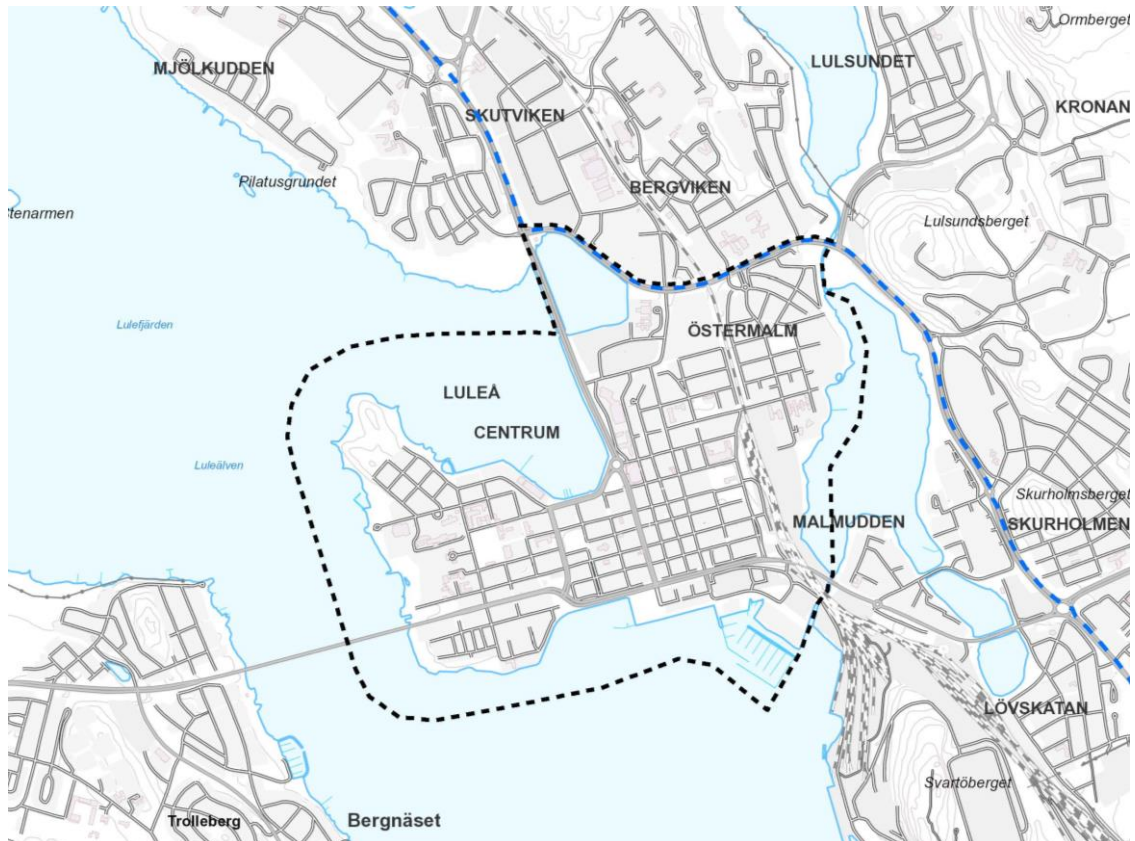 Ormberget
LULSUNDET
MJÖLKUDDEN
KRONAN
SKUTVIKEN
Pilatusgrundet
BERGVIKEN
tenarmen
Lulsundsberget
Lulefjärden
ÖSTERMALM
LULEÅ
CENTRUM
Luleälven
Skurholmsberget
MALMUDDEN
SKURHOLMEN
LÖVSKATAN
Svartöberget
Trolleberg
Bergnäset